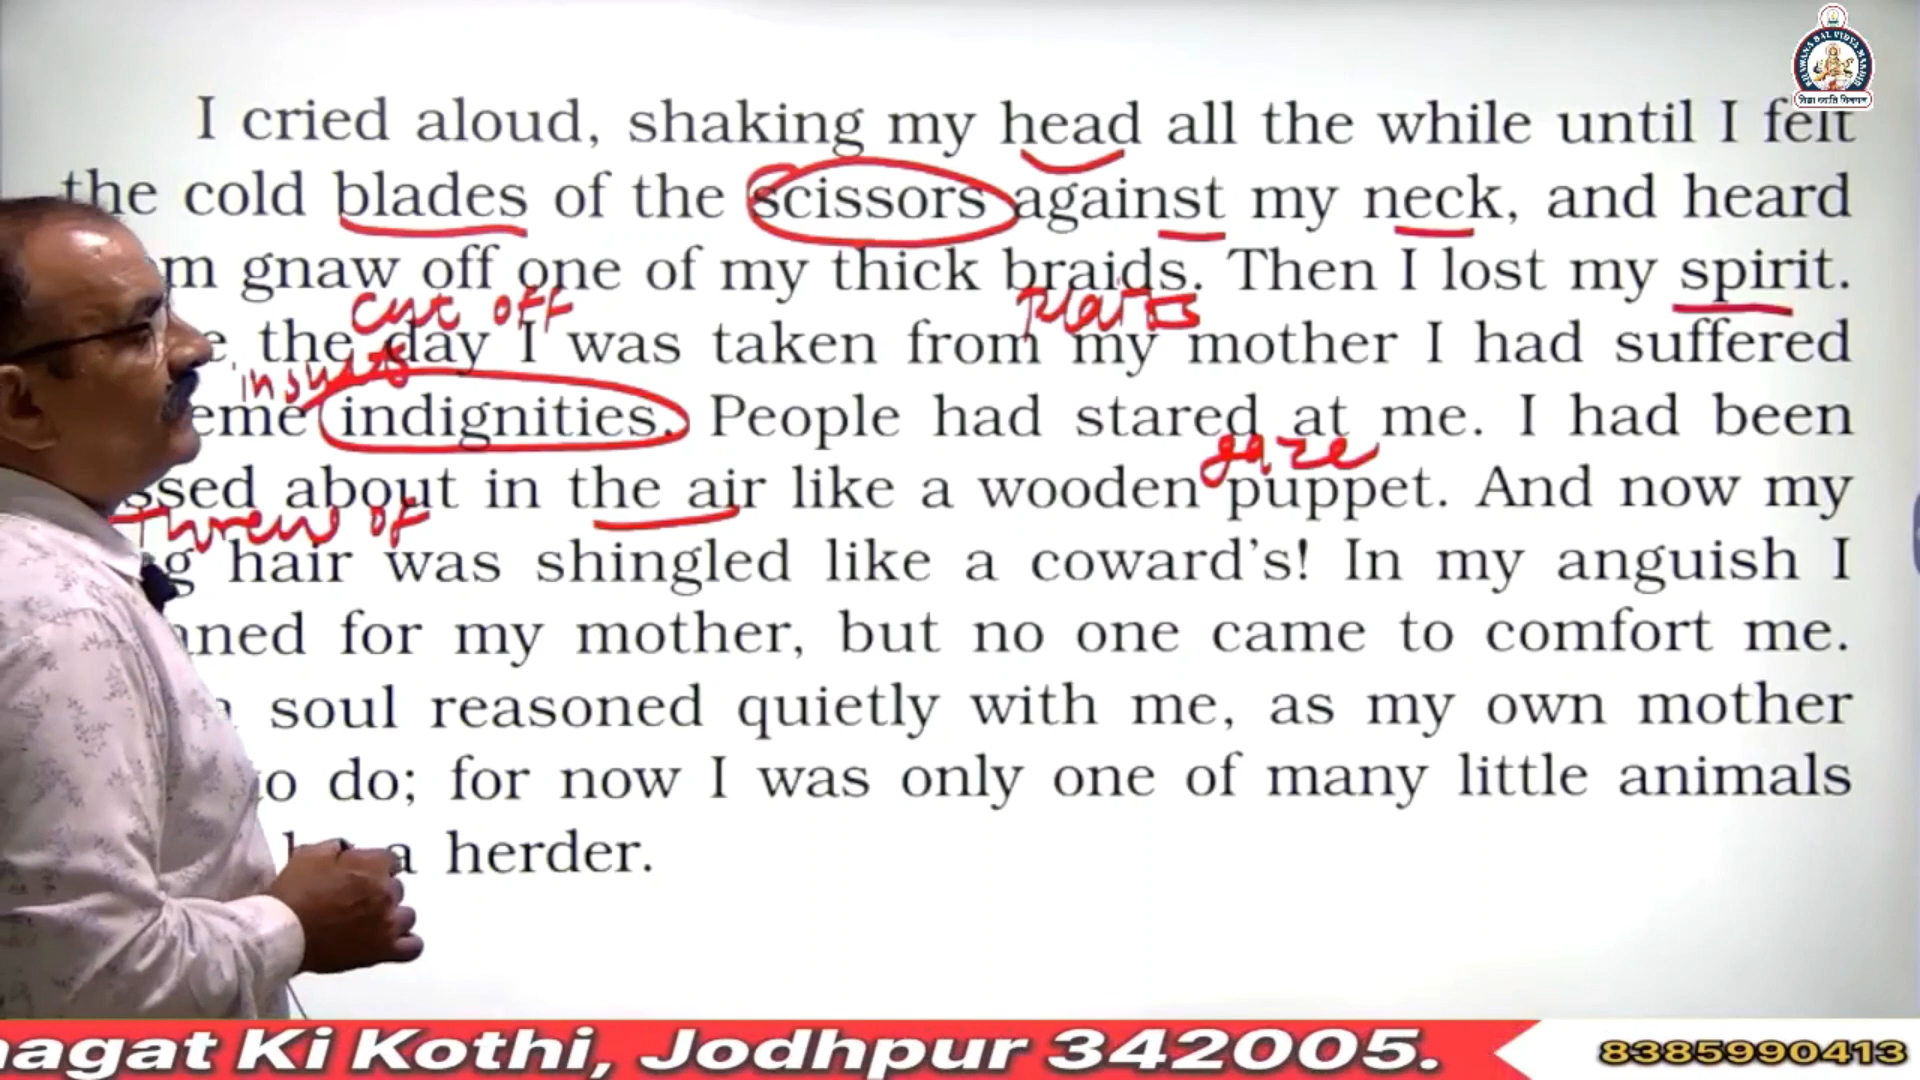 I cried aloud, shaking my head all the while until I felt
the cold blades of the scissors against my neck, and heard
m gnaw off one of my thick braids. Then I lost my spirit.
cut off
e the day I was taken from my mother I had suffered
insults
eme indignities. People had stared at me. I had been
gaze
ssed about in the air like a wooden puppet. And now my
threw of
g hair was shingled like a coward's! In my anguish I
ned for my mother, but no one came to comfort me.
soul reasoned quietly with me, as my own mother
o do; for now I was only one of many little animals
a herder.
nagat Ki Kothi, Jodhpur 342005.
8385990413